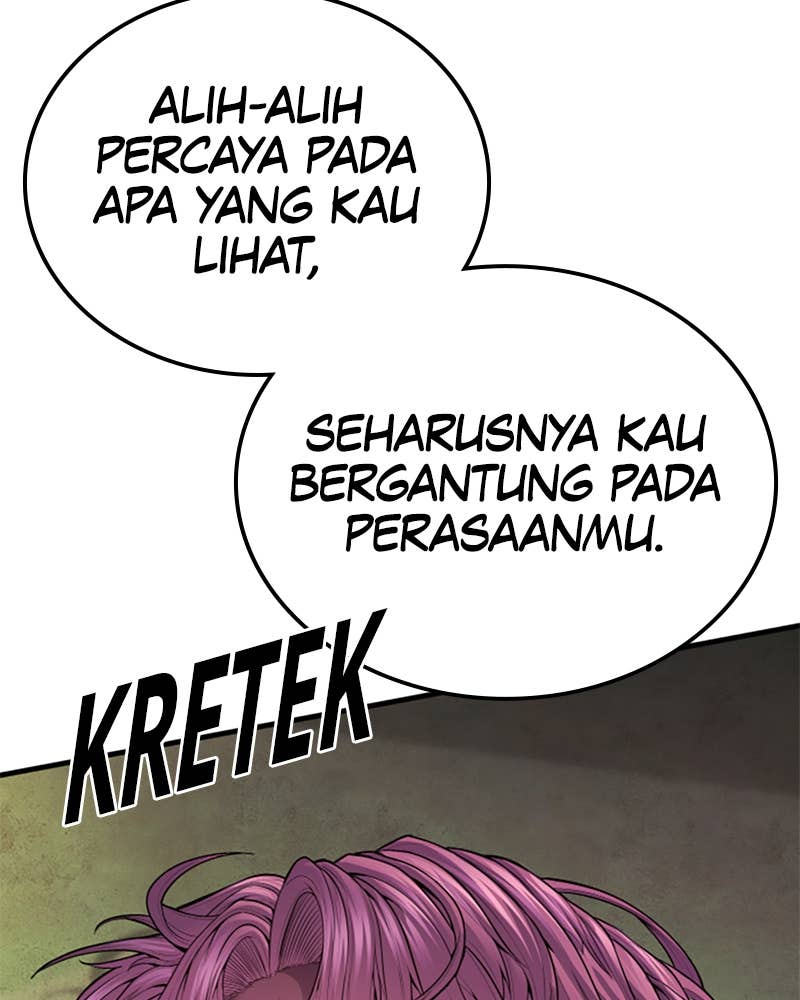 ALIH-ALIH
PERCAYA PADA
APA YANG KAU
LIHAT,
SEHARUSNYA KAU
BERGANTUNG PADA
PERASAANMU.
KRETEK